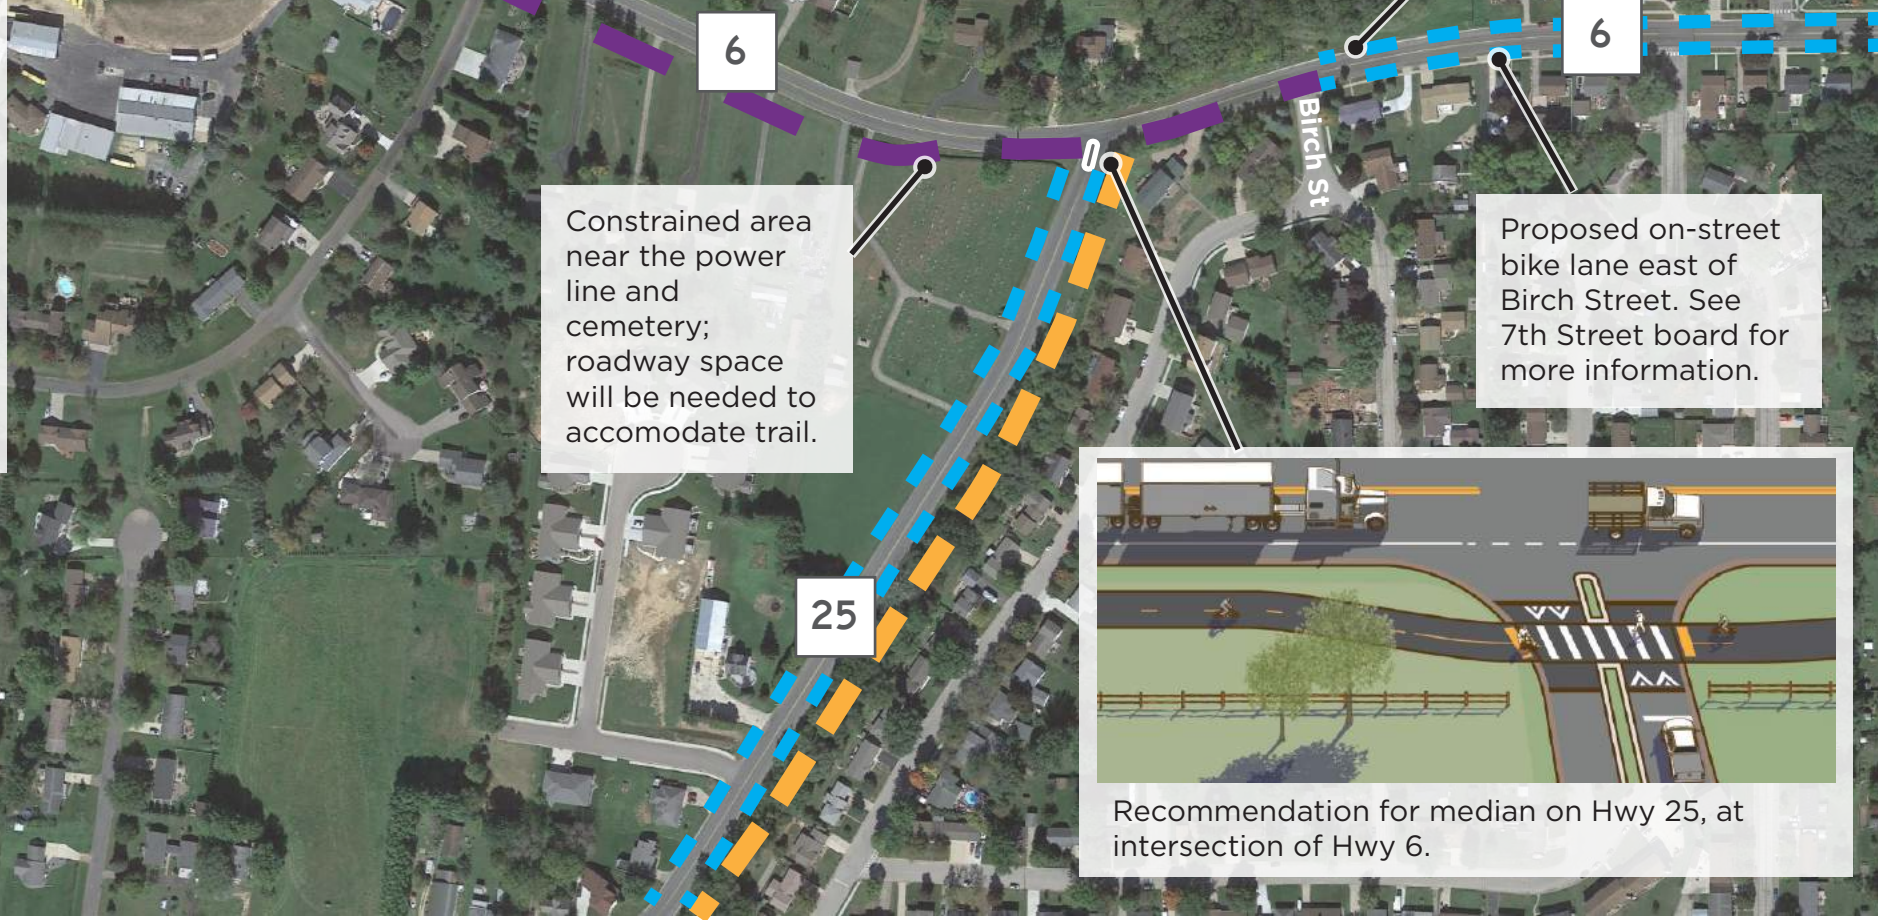 6
6
Birch St
Constrained area
near the power
line and
cemetery;
roadway space
will be needed to
accomodate trail.
Proposed on-street
bike lane east of
Birch Street. See
7th Street board for
more information.
25
Recommendation for median on Hwy 25, at
intersection of Hwy 6.